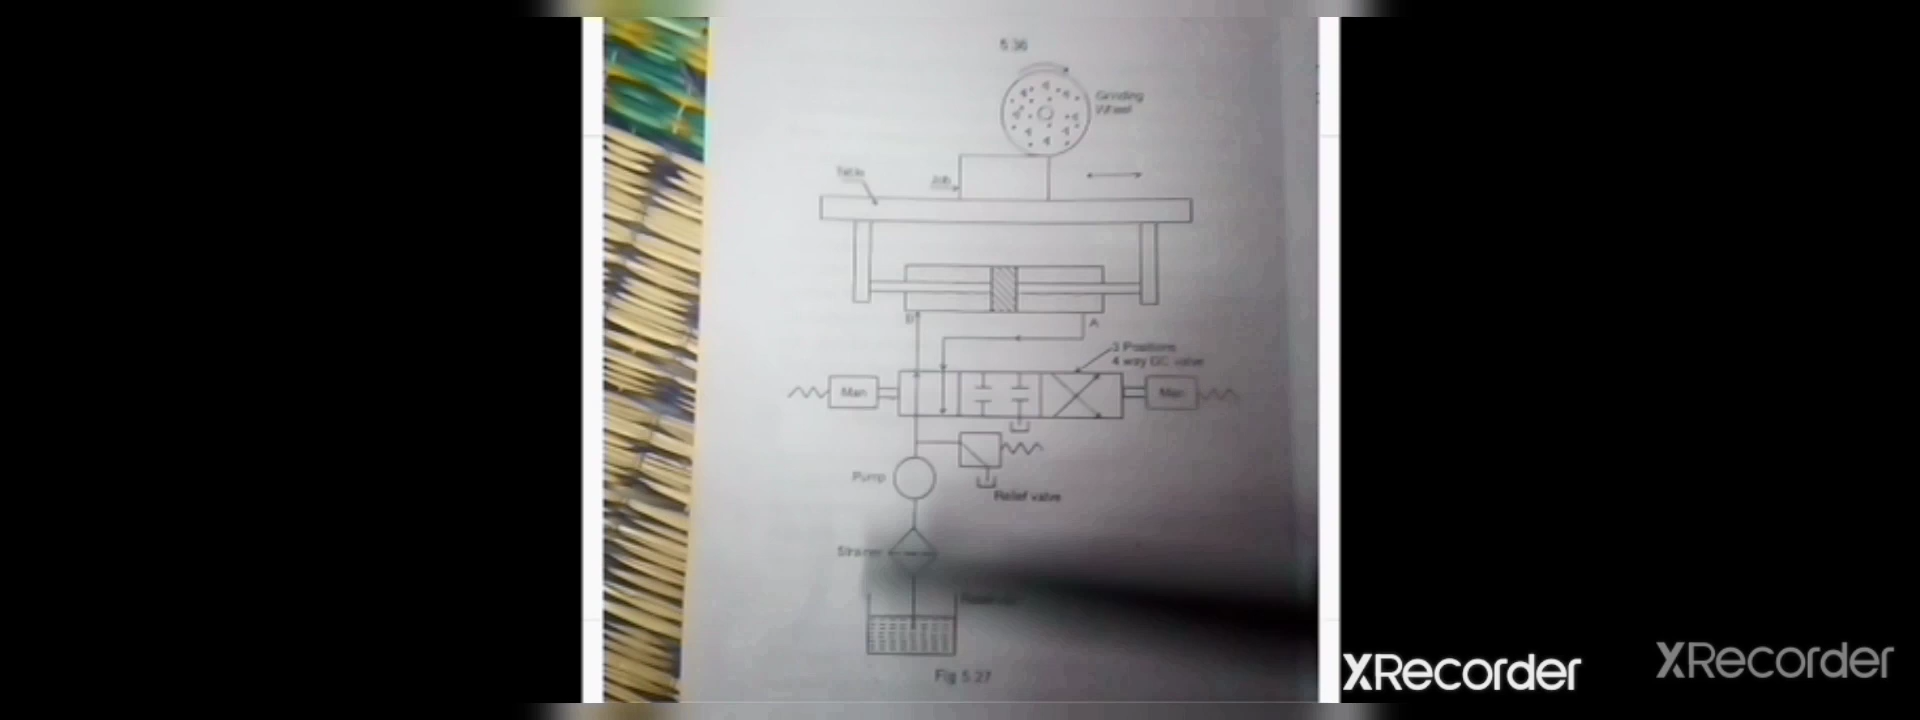 5.36
Grinding
Wheel
Table
Job
B
A
3 Positions
4 way DC valve
Man
Man
Pump
Relief valve
Strainer
Fig 5.27
XRecorder
XRecorder